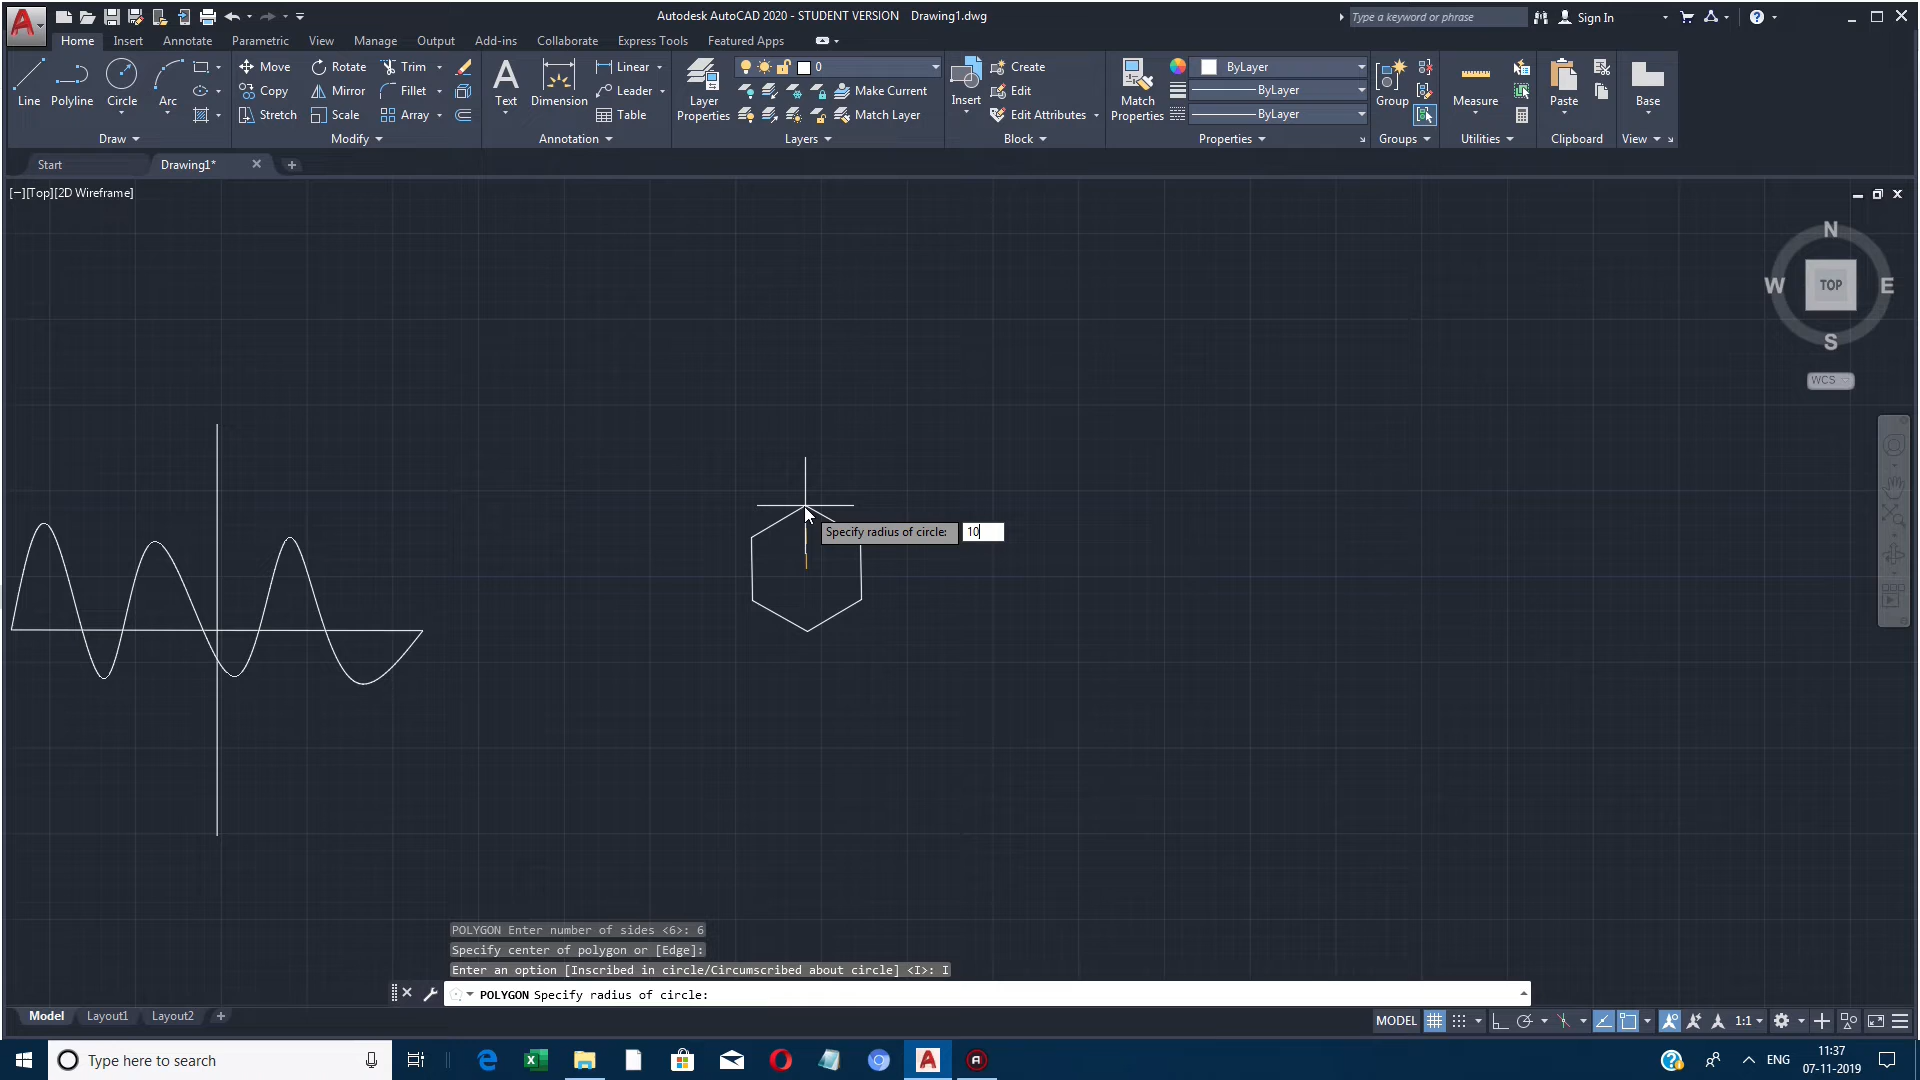 Autodesk AutoCAD 2020 - STUDENT VERSION Drawing1.dwg
Type a keyword or phrase
Sign In
Home Insert Annotate Parametric View Manage Output Add-ins Collaborate Express Tools Featured Apps
Line Polyline Circle Arc
Draw
Move Rotate Trim
Copy Mirror Fillet
Stretch Scale Array
Modify
Text Dimension
Linear
Leader
Table
Annotation
Layer Properties
0
Make Current
Match Layer
Layers
Insert
Create
Edit
Edit Attributes
Block
Match Properties
ByLayer
ByLayer
ByLayer
Properties
Group
Groups
Measure
Utilities
Paste
Clipboard
Base
View
Start Drawing1*
[−][Top][2D Wireframe]
N
W TOP E
S
WCS
Specify radius of circle: 10
POLYGON Enter number of sides <6>: 6
Specify center of polygon or [Edge]:
Enter an option [Inscribed in circle/Circumscribed about circle] <I>: I
POLYGON Specify radius of circle:
Model Layout1 Layout2
MODEL
1:1
Type here to search
ENG
11:37
07-11-2019